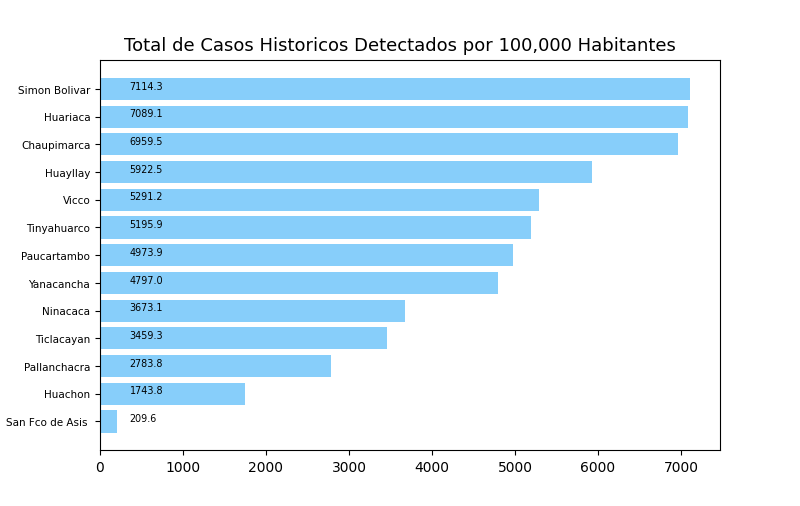 Total de Casos Historicos Detectados por 100,000 Habitantes
Simon Bolivar 7114.3
Huariaca 7089.1
Chaupimarca 6959.5
Huayllay 5922.5
Vicco 5291.2
Tinyahuarco 5195.9
Paucartambo 4973.9
Yanacancha 4797.0
Ninacaca 3673.1
Ticlacayan 3459.3
Pallanchacra 2783.8
Huachon 1743.8
San Fco de Asis 209.6
0 1000 2000 3000 4000 5000 6000 7000